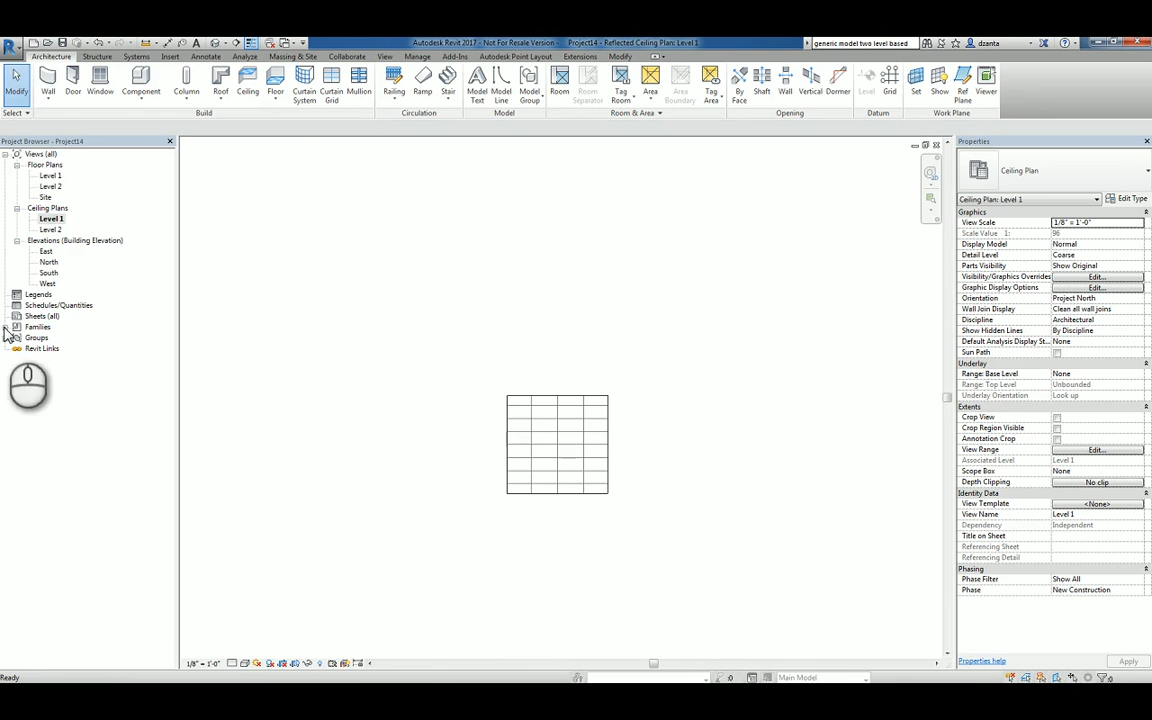 Autodesk Revit 2017 - Not For Resale Version - Project14 - Reflected Ceiling Plan: Level 1
generic model two level based
dzanta
Architecture Structure Systems Insert Annotate Analyze Massing & Site Collaborate View Manage Add-Ins Autodesk Point Layout Extensions Modify
Modify Wall Door Window Component Column Roof Ceiling Floor Curtain System Curtain Grid Mullion Railing Ramp Stair Model Text Model Line Model Group Room Room Separator Tag Room Area Area Boundary Tag Area By Face Shaft Wall Vertical Dormer Level Grid Set Show Ref Plane Viewer
Select Build Circulation Model Room & Area Opening Datum Work Plane
Project Browser - Project14
Views (all)
Floor Plans
Level 1
Level 2
Site
Ceiling Plans
Level 1
Level 2
Elevations (Building Elevation)
East
North
South
West
Legends
Schedules/Quantities
Sheets (all)
Families
Groups
Revit Links
Properties
Ceiling Plan
Ceiling Plan: Level 1 Edit Type
Graphics
View Scale 1/8" = 1'-0"
Scale Value 1: 96
Display Model Normal
Detail Level Coarse
Parts Visibility Show Original
Visibility/Graphics Overrides Edit...
Graphic Display Options Edit...
Orientation Project North
Wall Join Display Clean all wall joins
Discipline Architectural
Show Hidden Lines By Discipline
Default Analysis Display St... None
Sun Path
Underlay
Range: Base Level None
Range: Top Level Unbounded
Underlay Orientation Look up
Extents
Crop View
Crop Region Visible
Annotation Crop
View Range Edit...
Associated Level Level 1
Scope Box None
Depth Clipping No clip
Identity Data
View Template <None>
View Name Level 1
Dependency Independent
Title on Sheet
Referencing Sheet
Referencing Detail
Phasing
Phase Filter Show All
Phase New Construction
Properties help Apply
1/8" = 1'-0"
Ready :0 Main Model :0